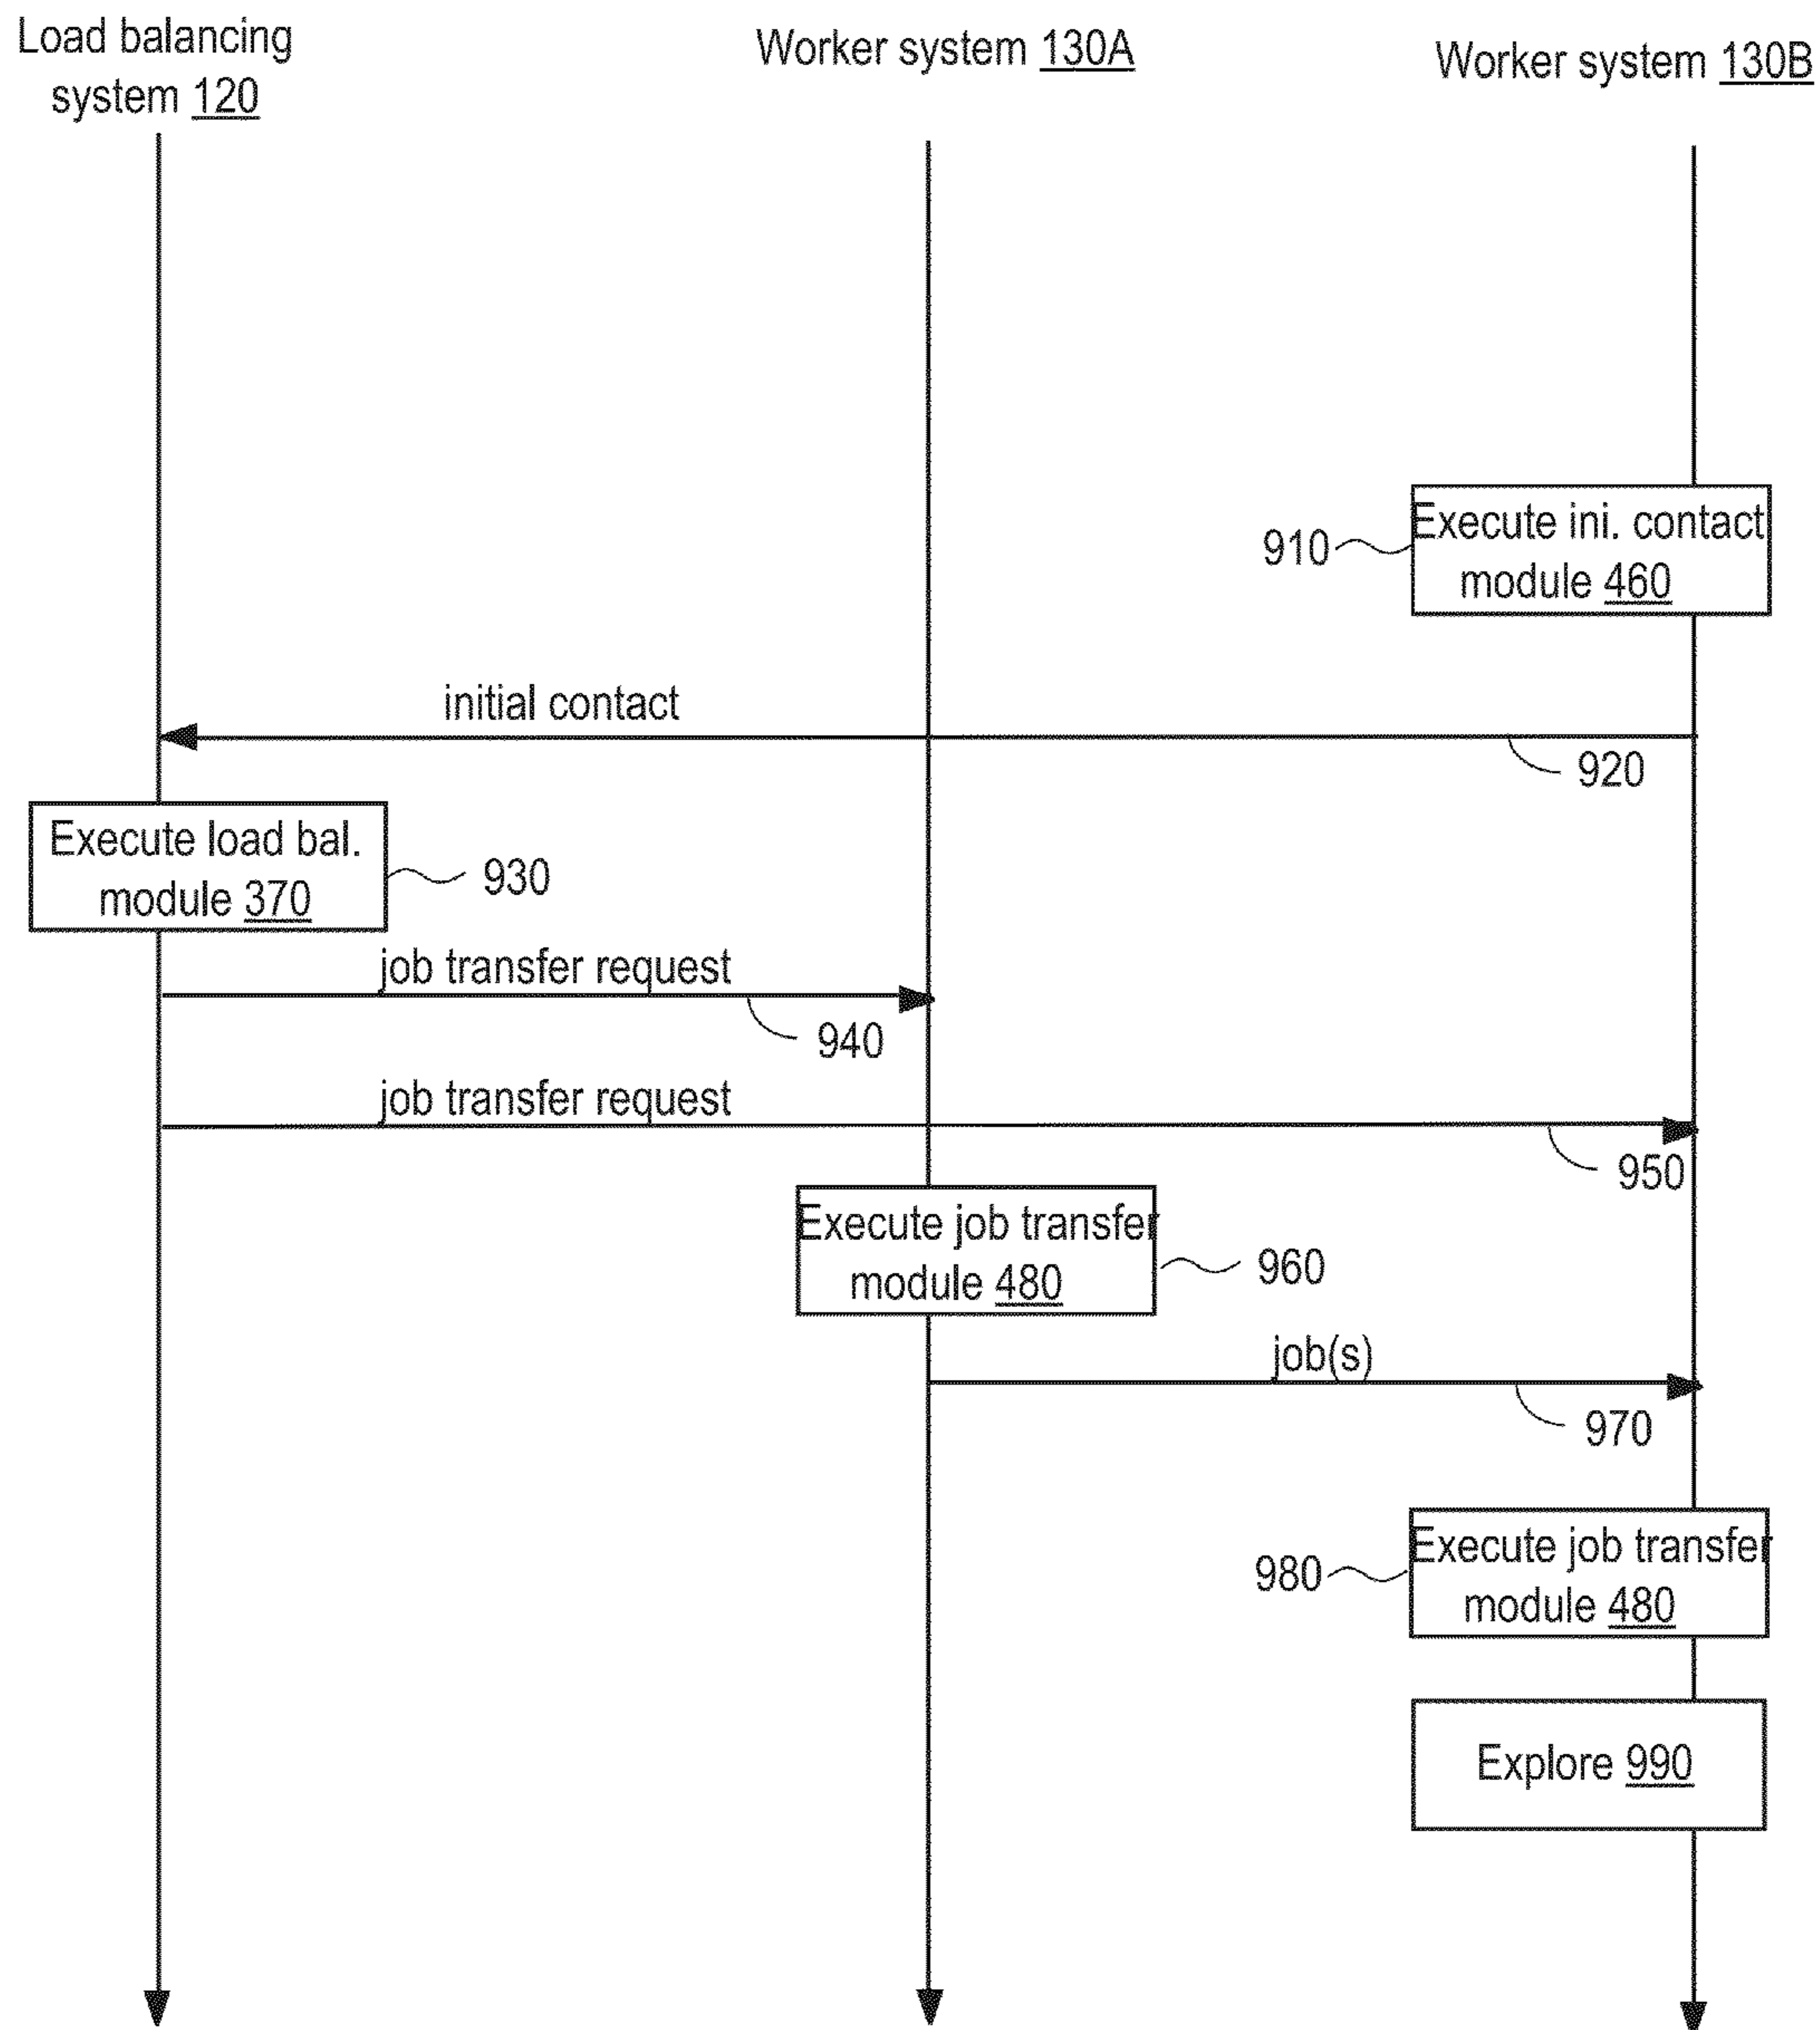 Load balancing
system 120
Worker system 130A
Worker system 130B
910
Execute ini. contact
module 460
initial contact
920
Execute load bal.
module 370
930
job transfer request
940
job transfer request
950
Execute job transfer
module 480
960
job(s)
970
980
Execute job transfer
module 480
Explore 990